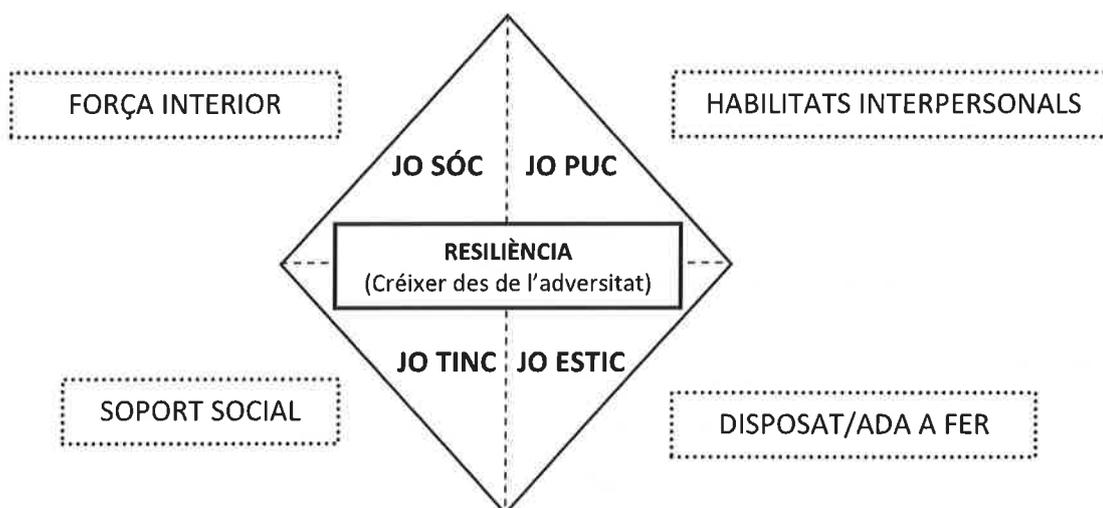 FORÇA INTERIOR
HABILITATS INTERPERSONALS
JO SÓC
JO PUC
RESILIÈNCIA
(Créixer des de l’adversitat)
JO TINC
JO ESTIC
SOPORT SOCIAL
DISPOSAT/ADA A FER